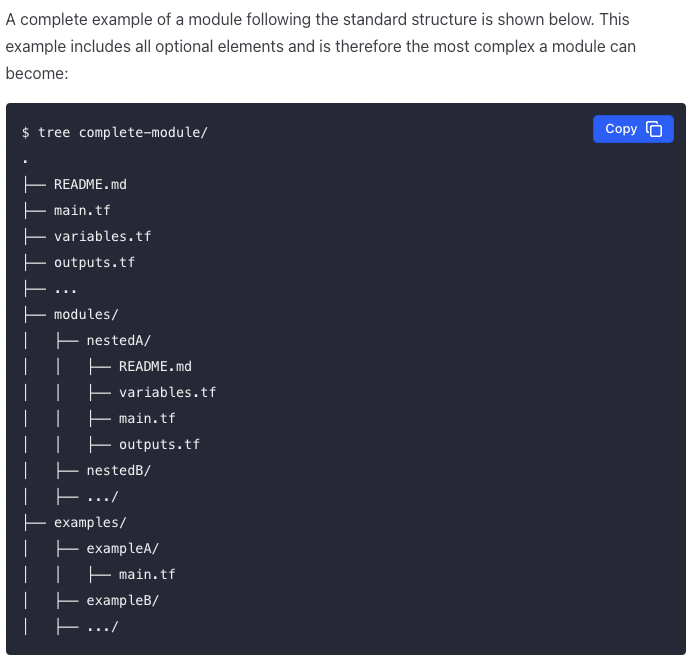 A complete example of a module following the standard structure is shown below. This
example includes all optional elements and is therefore the most complex a module can
become:
$ tree complete-module/
Copy
.
├── README.md
├── main.tf
├── variables.tf
├── outputs.tf
├── ...
├── modules/
│   ├── nestedA/
│   │   ├── README.md
│   │   ├── variables.tf
│   │   ├── main.tf
│   │   ├── outputs.tf
│   ├── nestedB/
│   ├── .../
├── examples/
│   ├── exampleA/
│   │   ├── main.tf
│   ├── exampleB/
│   ├── .../